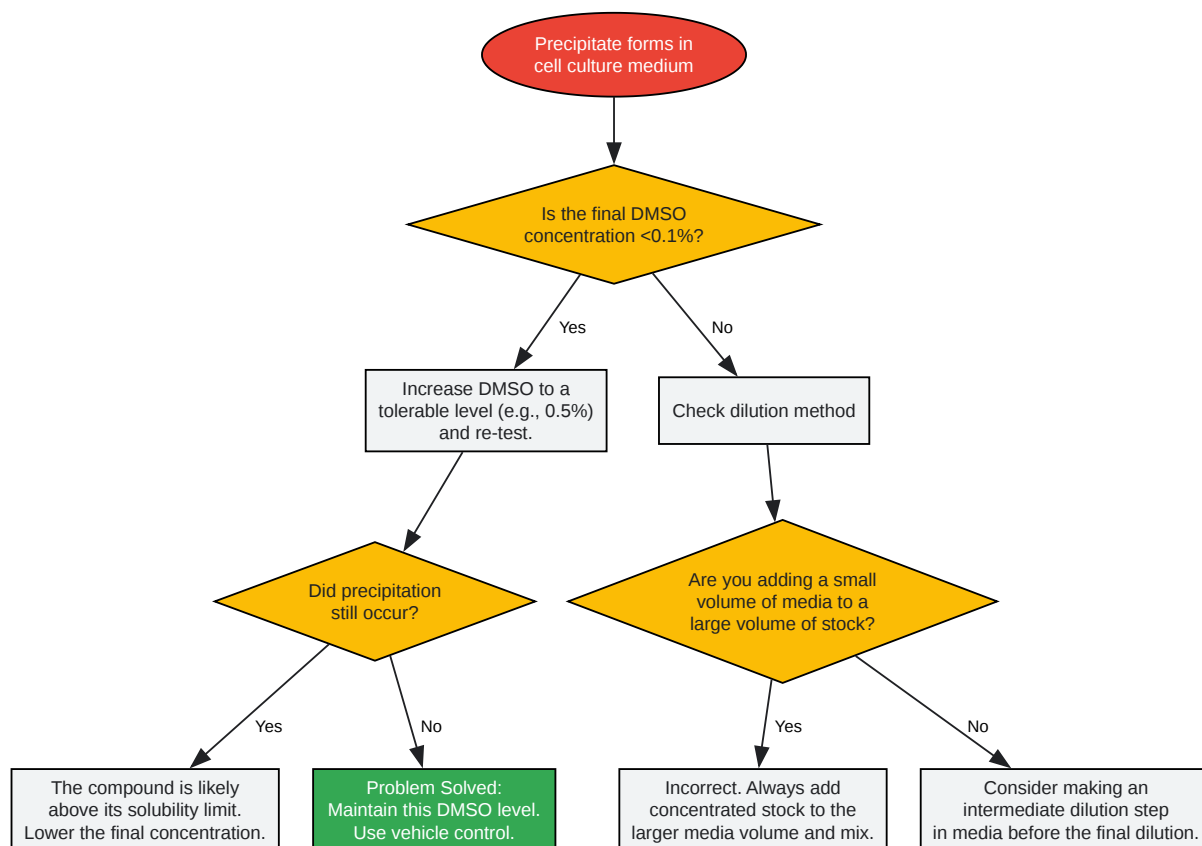 Precipitate forms in
cell culture medium
Is the final DMSO
concentration <0.1%?
Yes
No
Increase DMSO to a
tolerable level (e.g., 0.5%)
and re-test.
Check dilution method
Did precipitation
still occur?
Are you adding a small
volume of media to a
large volume of stock?
Yes
No
Yes
No
The compound is likely
above its solubility limit.
Lower the final concentration.
Problem Solved:
Maintain this DMSO level.
Use vehicle control.
Incorrect. Always add
concentrated stock to the
larger media volume and mix.
Consider making an
intermediate dilution step
in media before the final dilution.